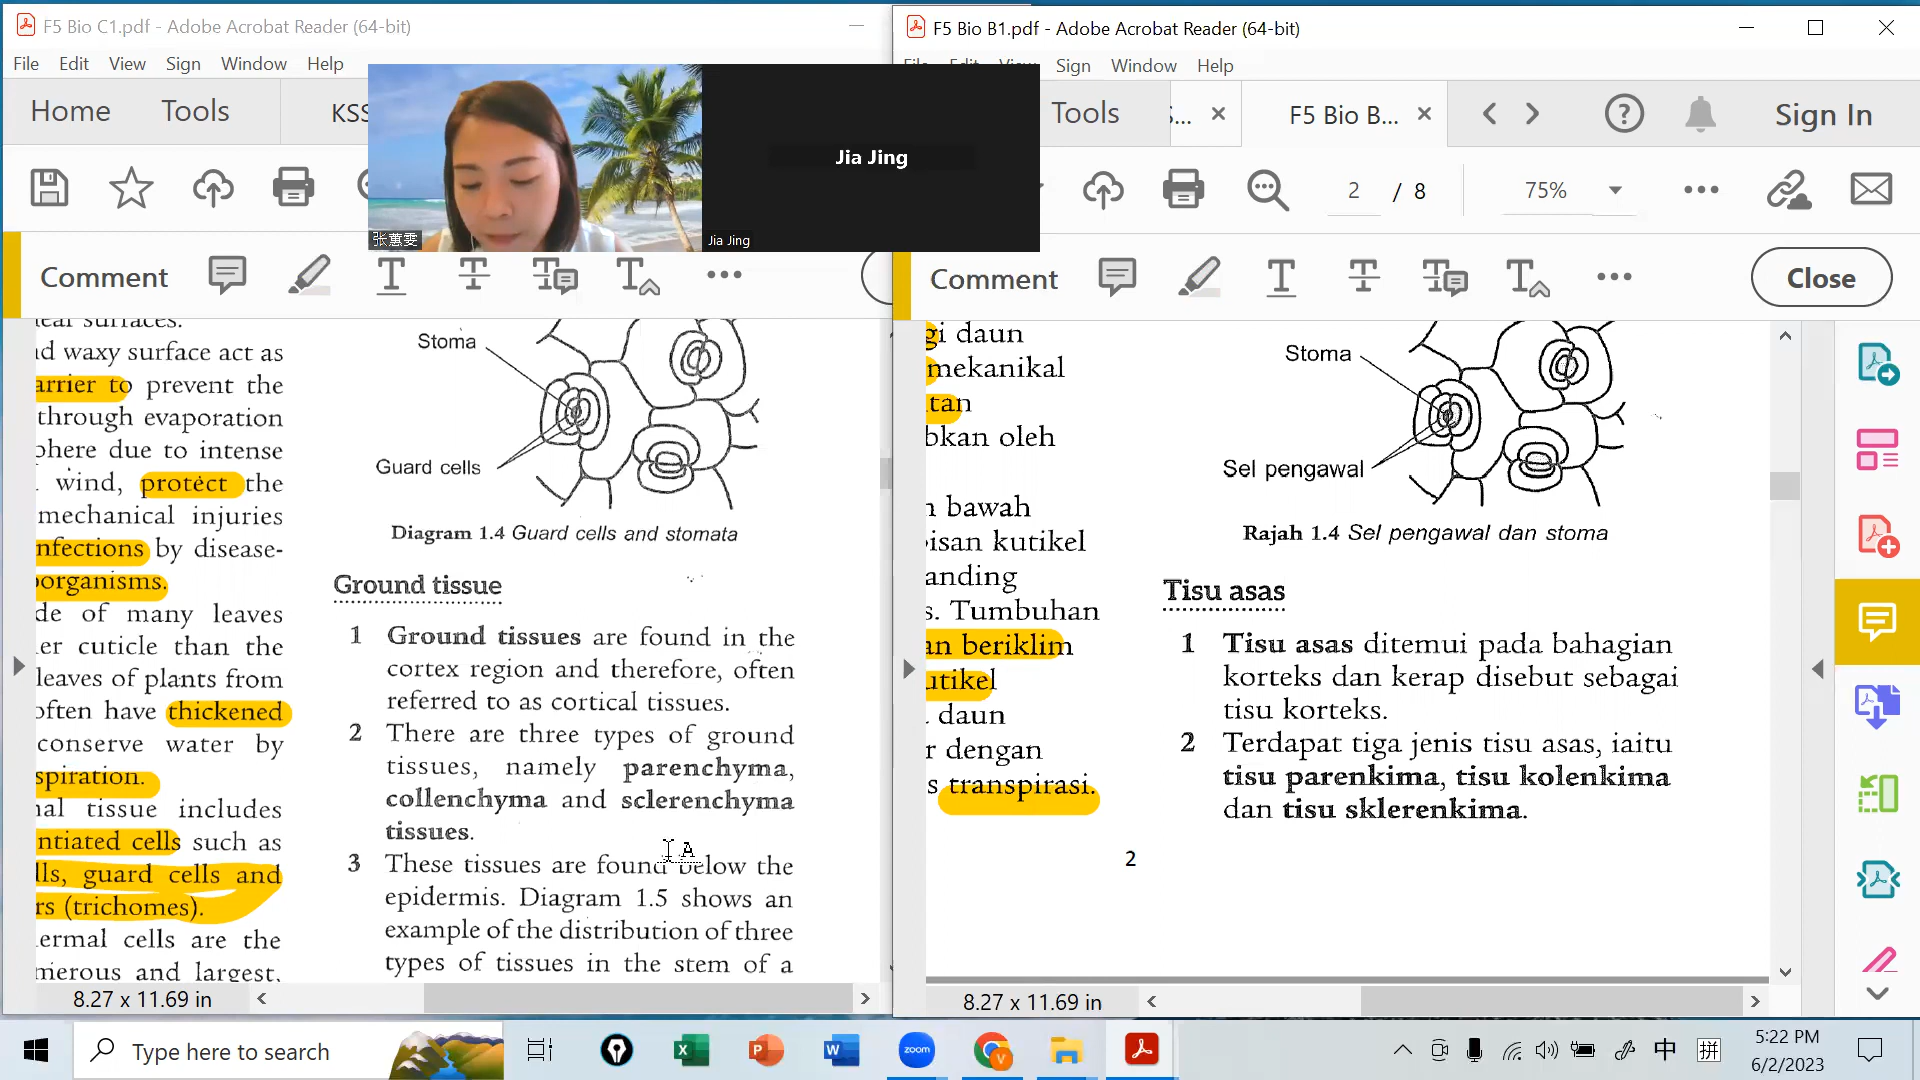 F5 Bio C1.pdf - Adobe Acrobat Reader (64-bit)
File Edit View Sign Window Help
Home Tools KSS
Comment
nd waxy surface act as
arrier to prevent the
through evaporation
phere due to intense
wind, protect the
mechanical injuries
nfections by disease-
organisms.
de of many leaves
er cuticle than the
leaves of plants from
often have thickened
conserve water by
spiration.
nal tissue includes
ntiated cells such as
lls, guard cells and
rs (trichomes).
ermal cells are the
merous and largest,
Stoma
Guard cells
Diagram 1.4 Guard cells and stomata
Ground tissue
1 Ground tissues are found in the
cortex region and therefore, often
referred to as cortical tissues.
2 There are three types of ground
tissues, namely parenchyma,
collenchyma and sclerenchyma
tissues.
3 These tissues are found below the
epidermis. Diagram 1.5 shows an
example of the distribution of three
types of tissues in the stem of a
8.27 x 11.69 in
张蕙雯
Jia Jing
Jia Jing
F5 Bio B1.pdf - Adobe Acrobat Reader (64-bit)
File Edit View Sign Window Help
Tools S... F5 Bio B... Sign In
2 / 8 75%
Comment Close
gi daun
mekanikal
tan
bkan oleh
n bawah
pisan kutikel
anding
s. Tumbuhan
an beriklim
utikel
daun
r dengan
s transpirasi.
Stoma
Sel pengawal
Rajah 1.4 Sel pengawal dan stoma
Tisu asas
1 Tisu asas ditemui pada bahagian
korteks dan kerap disebut sebagai
tisu korteks.
2 Terdapat tiga jenis tisu asas, iaitu
tisu parenkima, tisu kolenkima
dan tisu sklerenkima.
2
8.27 x 11.69 in
Type here to search
zoom
中
拼
5:22 PM
6/2/2023